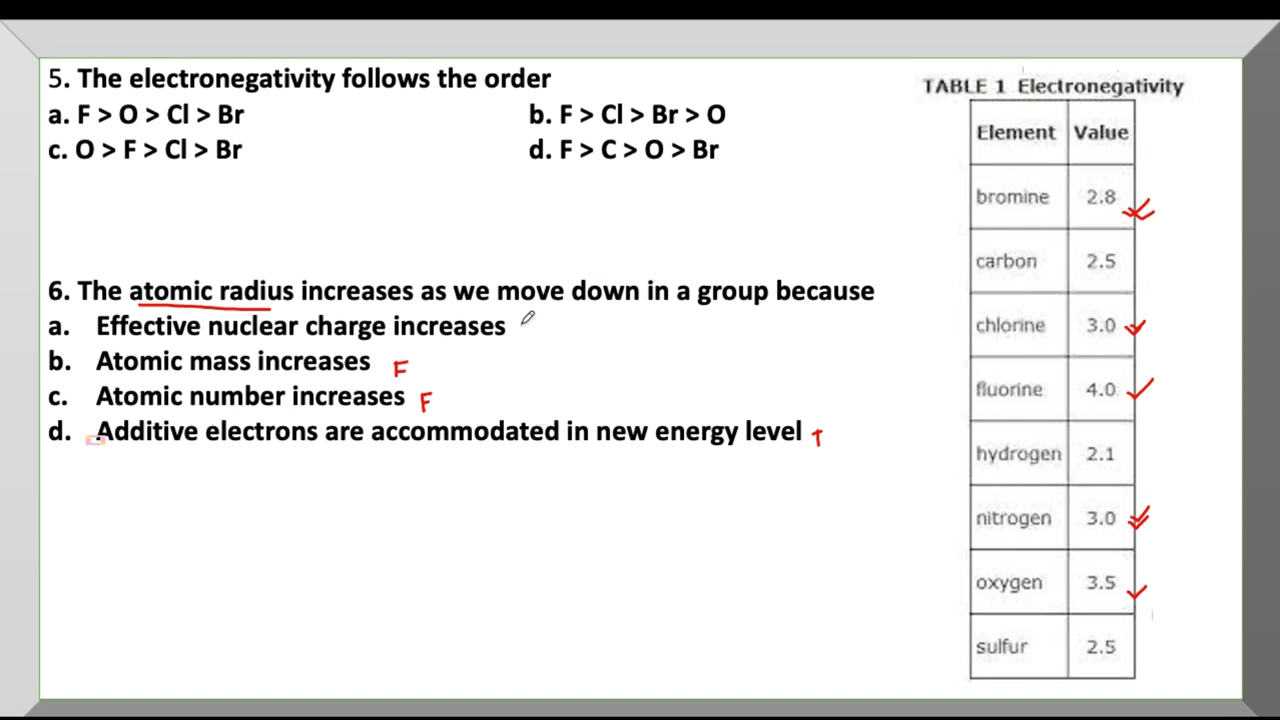 5. The electronegativity follows the order
a. F > O > Cl > Br b. F > Cl > Br > O
c. O > F > Cl > Br d. F > C > O > Br
6. The atomic radius increases as we move down in a group because
a. Effective nuclear charge increases
b. Atomic mass increases F
c. Atomic number increases F
d. Additive electrons are accommodated in new energy level T
TABLE 1 Electronegativity
Element Value
bromine 2.8
carbon 2.5
chlorine 3.0
fluorine 4.0
hydrogen 2.1
nitrogen 3.0
oxygen 3.5
sulfur 2.5